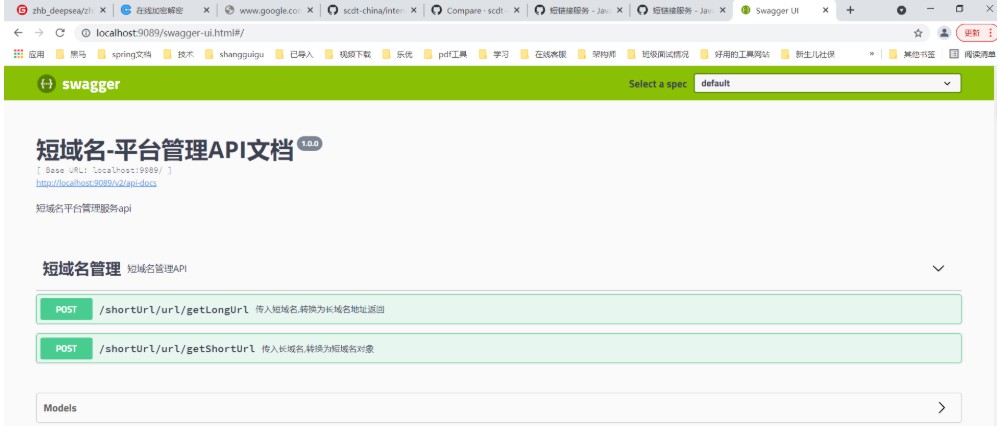 zhb_deepsea/zh
在线加密解密
www.google.co
scdt-china/inter
Compare · scdt-
短链接服务 - Java
短链接服务 - Java
Swagger UI
localhost:9089/swagger-ui.html#/
更新
应用 黑马 spring文档 技术 shangguigu 已导入 视频下载 乐优 pdf工具 学习 在线客服 架构师 班级面试情况 好用的工具网站 新生儿社保 » 其他书签 阅读清单
swagger
Select a spec default
短域名-平台管理API文档 1.0.0
[ Base URL: localhost:9089/ ]
http://localhost:9089/v2/api-docs
短域名平台管理服务api
短域名管理 短域名管理API
POST /shortUrl/url/getLongUrl 传入短域名,转换为长域名地址返回
POST /shortUrl/url/getShortUrl 传入长域名,转换为短域名对象
Models